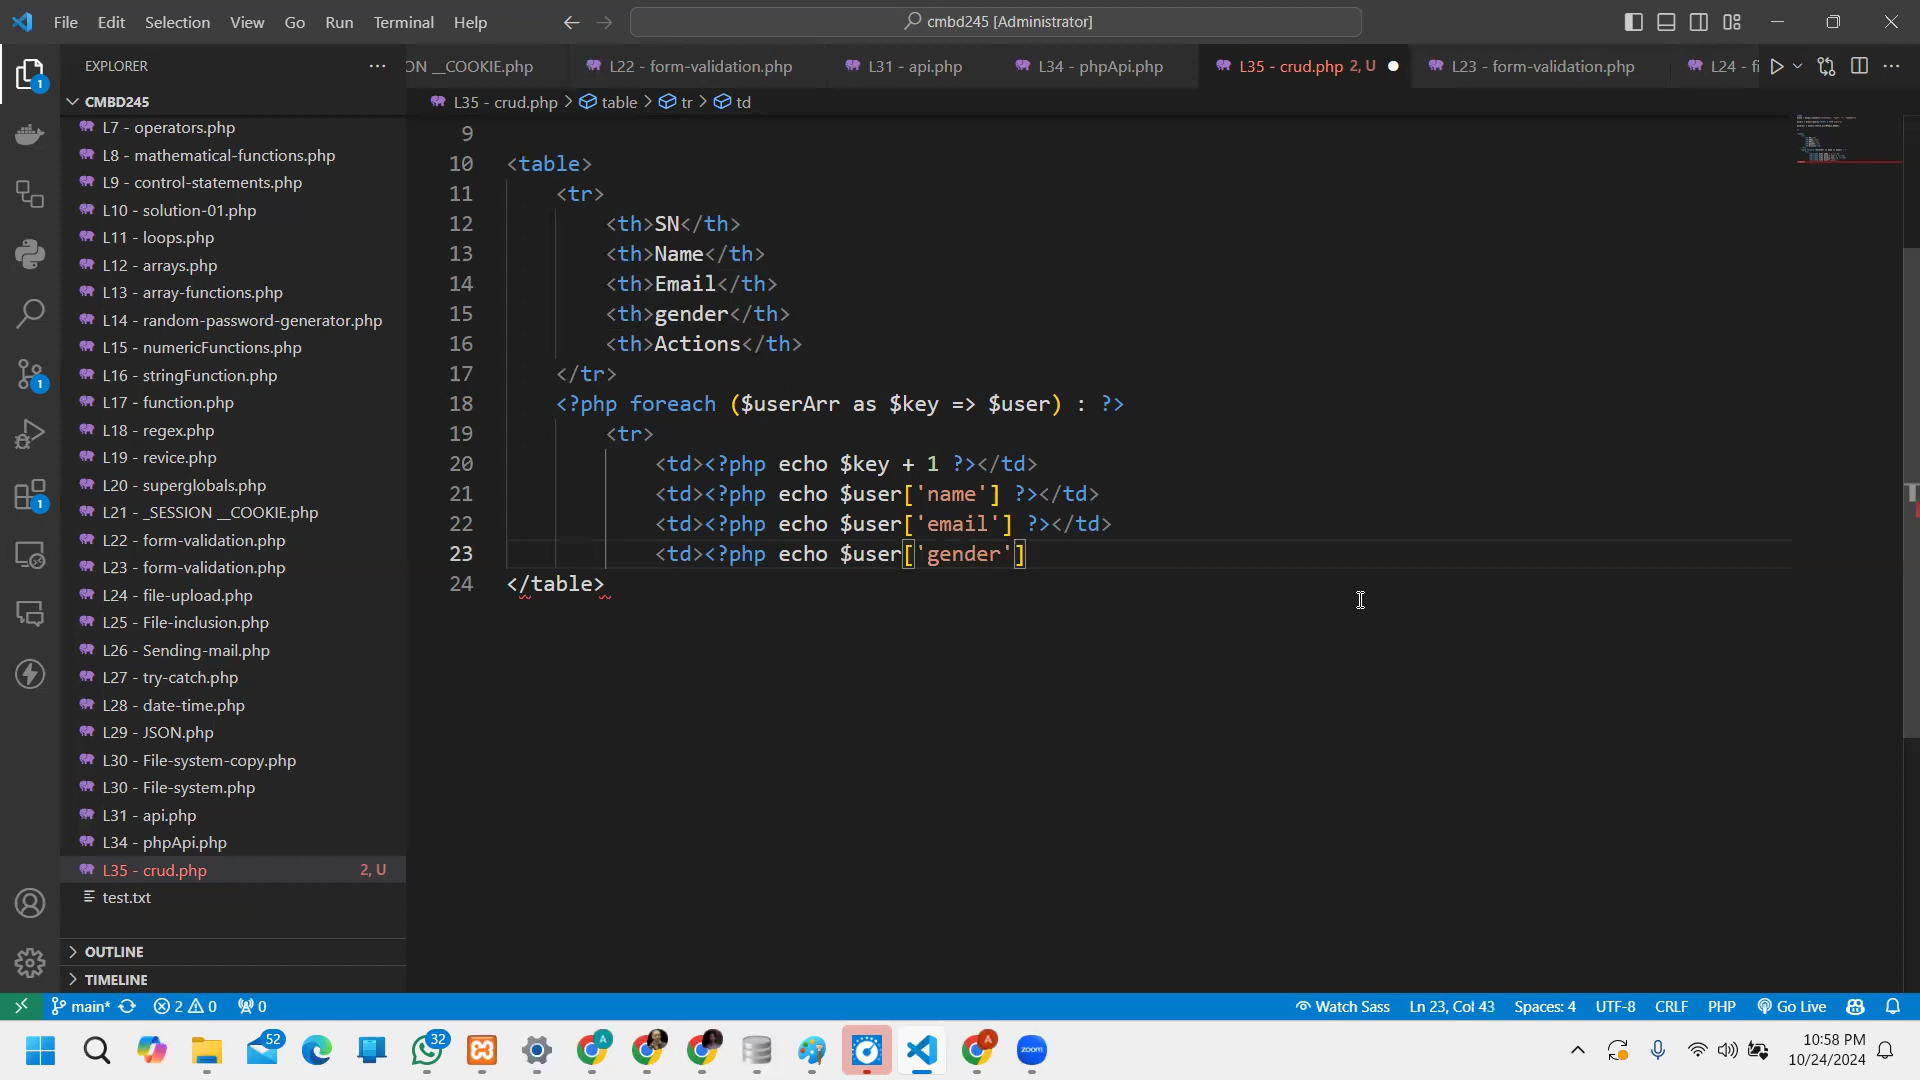 File Edit Selection View Go Run Terminal Help
cmbd245 [Administrator]
EXPLORER
ON __COOKIE.php
L22 - form-validation.php
L31 - api.php
L34 - phpApi.php
L35 - crud.php 2, U
L23 - form-validation.php
L24 - fi
L35 - crud.php > table > tr > td
CMBD245
L7 - operators.php
L8 - mathematical-functions.php
L9 - control-statements.php
L10 - solution-01.php
L11 - loops.php
L12 - arrays.php
L13 - array-functions.php
L14 - random-password-generator.php
L15 - numericFunctions.php
L16 - stringFunction.php
L17 - function.php
L18 - regex.php
L19 - revice.php
L20 - superglobals.php
L21 - _SESSION __COOKIE.php
L22 - form-validation.php
L23 - form-validation.php
L24 - file-upload.php
L25 - File-inclusion.php
L26 - Sending-mail.php
L27 - try-catch.php
L28 - date-time.php
L29 - JSON.php
L30 - File-system-copy.php
L30 - File-system.php
L31 - api.php
L34 - phpApi.php
L35 - crud.php 2, U
test.txt
OUTLINE
TIMELINE
9
10 <table>
11 <tr>
12 <th>SN</th>
13 <th>Name</th>
14 <th>Email</th>
15 <th>gender</th>
16 <th>Actions</th>
17 </tr>
18 <?php foreach ($userArr as $key => $user) : ?>
19 <tr>
20 <td><?php echo $key + 1 ?></td>
21 <td><?php echo $user['name'] ?></td>
22 <td><?php echo $user['email'] ?></td>
23 <td><?php echo $user['gender']
24 </table>
1
1
1
main* 2 0 0
Watch Sass Ln 23, Col 43 Spaces: 4 UTF-8 CRLF PHP Go Live
52
32
A
A
zoom
10:58 PM
10/24/2024